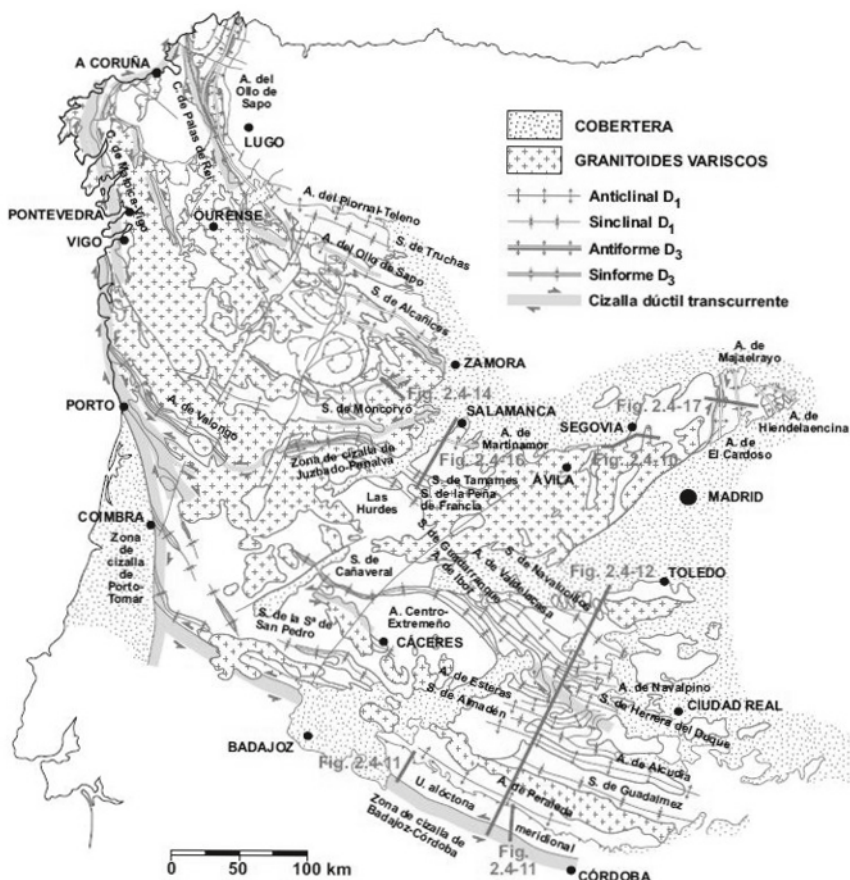 A CORUÑA
A. del
Ollo de
Sapo
C. de Palas de Rei
LUGO
C. de Malpica-Vigo
PONTEVEDRA
OURENSE
VIGO
A. del Piornal-Teleno
S. de Truchas
A. del Ollo de Sapo
S. de Alcañices
COBERTERA
GRANITOIDES VARISCOS
Anticlinal D1
Sinclinal D1
Antiforme D3
Sinforme D3
Cizalla dúctil transcurrente
ZAMORA
Fig. 2.4-14
A. de
Majaelrayo
Fig. 2.4-17
PORTO
A. de Valongo
S. de Moncorvo
SALAMANCA
A. de
Martinamor
SEGOVIA
A. de
Hiendelaencina
A. de
El Cardoso
Zona de cizalla de
Juzbado-Penalva
Fig. 2.4-16
Fig. 2.4-10
ÁVILA
S. de Tamames
S. de la Peña
de Francia
Las
Hurdes
MADRID
COIMBRA
Zona
de
cizalla
de
Porto-
Tomar
S. de
Cañaveral
S. de Guadarranque
A. de Ibor
A. de Valdelacasa
S. de Navalucillos
Fig. 2.4-12
TOLEDO
S. de la Sª de
San Pedro
A. Centro-
Extremeño
CÁCERES
A. de Esteras
S. de Almadén
A. de Navalpino
CIUDAD REAL
S. de Herrera del Duque
BADAJOZ
Fig. 2.4-11
A. de Alcudia
S. de Guadalmez
A. de Peraleda
U. alóctona
meridional
Zona de cizalla de
Badajoz-Córdoba
Fig.
2.4-11
CÓRDOBA
0 50 100 km